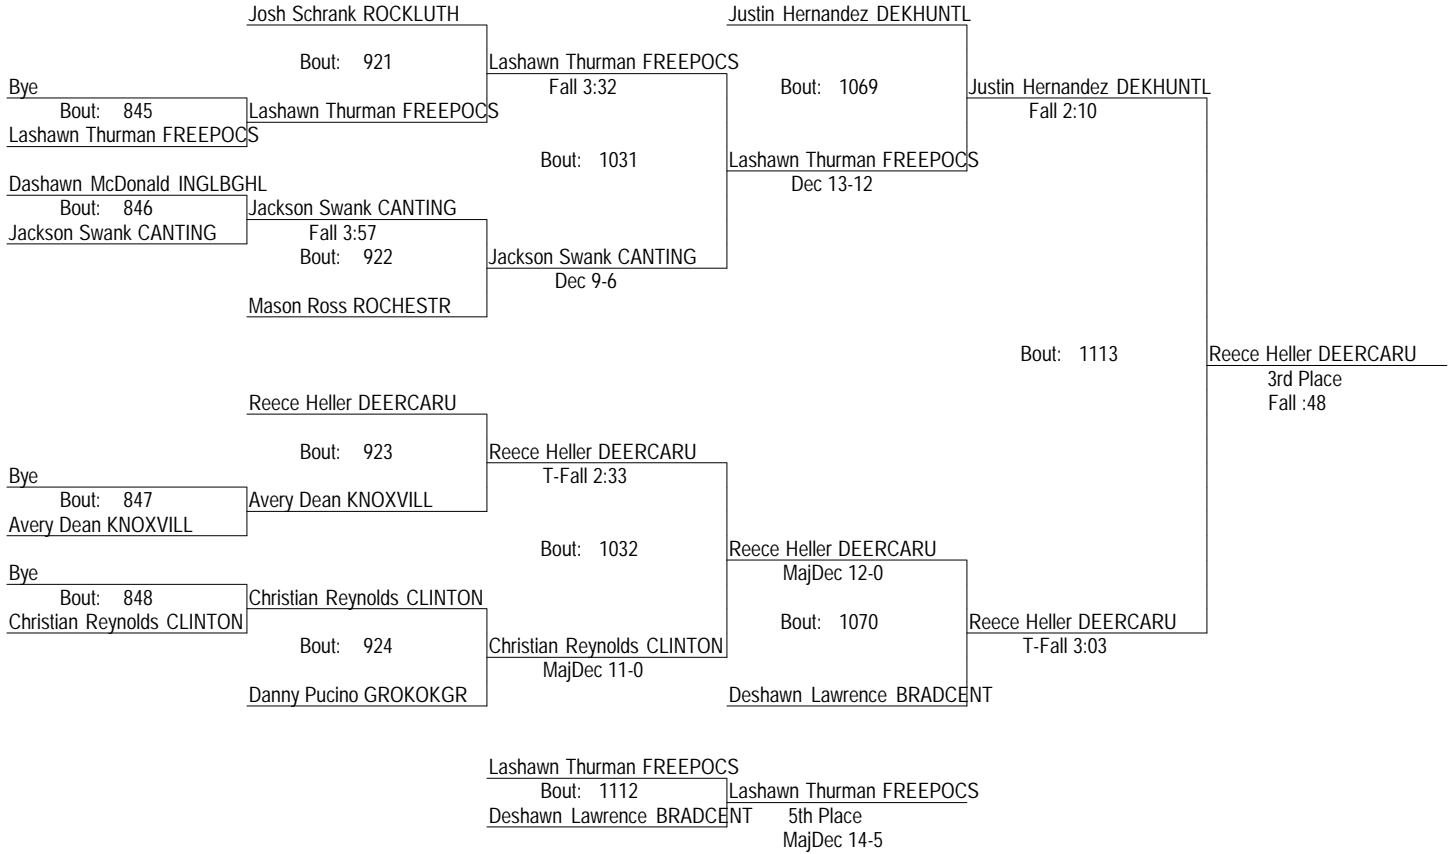 Josh Schrank ROCKLUTH
Justin Hernandez DEKHUNTL
Bout: 921
Lashawn Thurman FREEPOCS
Fall 3:32
Bye
Bout: 845
Lashawn Thurman FREEPOCS
Lashawn Thurman FREEPOCS
Bout: 1069
Justin Hernandez DEKHUNTL
Fall 2:10
Bout: 1031
Lashawn Thurman FREEPOCS
Dec 13-12
Dashawn McDonald INGLBGHL
Bout: 846
Jackson Swank CANTING
Jackson Swank CANTING
Fall 3:57
Bout: 922
Jackson Swank CANTING
Dec 9-6
Mason Ross ROCHESTR
Bout: 1113
Reece Heller DEERCARU
3rd Place
Fall :48
Reece Heller DEERCARU
Bout: 923
Reece Heller DEERCARU
T-Fall 2:33
Bye
Bout: 847
Avery Dean KNOXVILL
Avery Dean KNOXVILL
Bout: 1032
Reece Heller DEERCARU
MajDec 12-0
Bye
Bout: 848
Christian Reynolds CLINTON
Christian Reynolds CLINTON
Bout: 1070
Reece Heller DEERCARU
T-Fall 3:03
Bout: 924
Christian Reynolds CLINTON
MajDec 11-0
Danny Pucino GROKOKGR
Deshawn Lawrence BRADCENT
Lashawn Thurman FREEPOCS
Bout: 1112
Deshawn Lawrence BRADCENT
Lashawn Thurman FREEPOCS
5th Place
MajDec 14-5